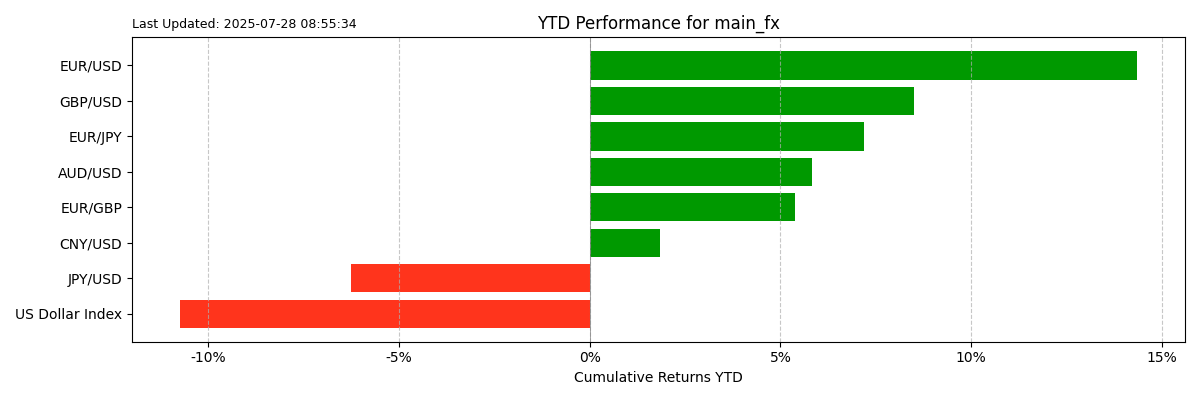 Last Updated: 2025-07-28 08:55:34
YTD Performance for main_fx
EUR/USD
GBP/USD
EUR/JPY
AUD/USD
EUR/GBP
CNY/USD
JPY/USD
US Dollar Index
-10% -5% 0% 5% 10% 15%
Cumulative Returns YTD